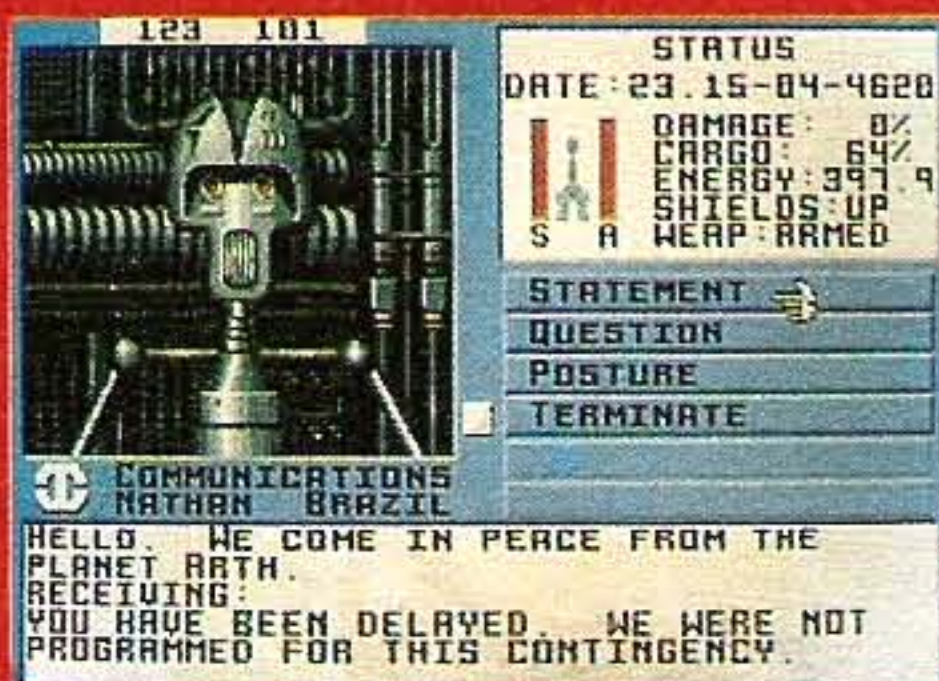 123 101
STATUS
DATE:23.15-04-4620
DAMAGE: 0%
CARGO: 64%
ENERGY:397.9
SHIELDS:UP
WEAP:ARMED
S A
STATEMENT
QUESTION
POSTURE
TERMINATE
COMMUNICATIONS
NATHAN BRAZIL
HELLO. WE COME IN PEACE FROM THE
PLANET ARTH.
RECEIVING:
YOU HAVE BEEN DELAYED. WE WERE NOT
PROGRAMMED FOR THIS CONTINGENCY.